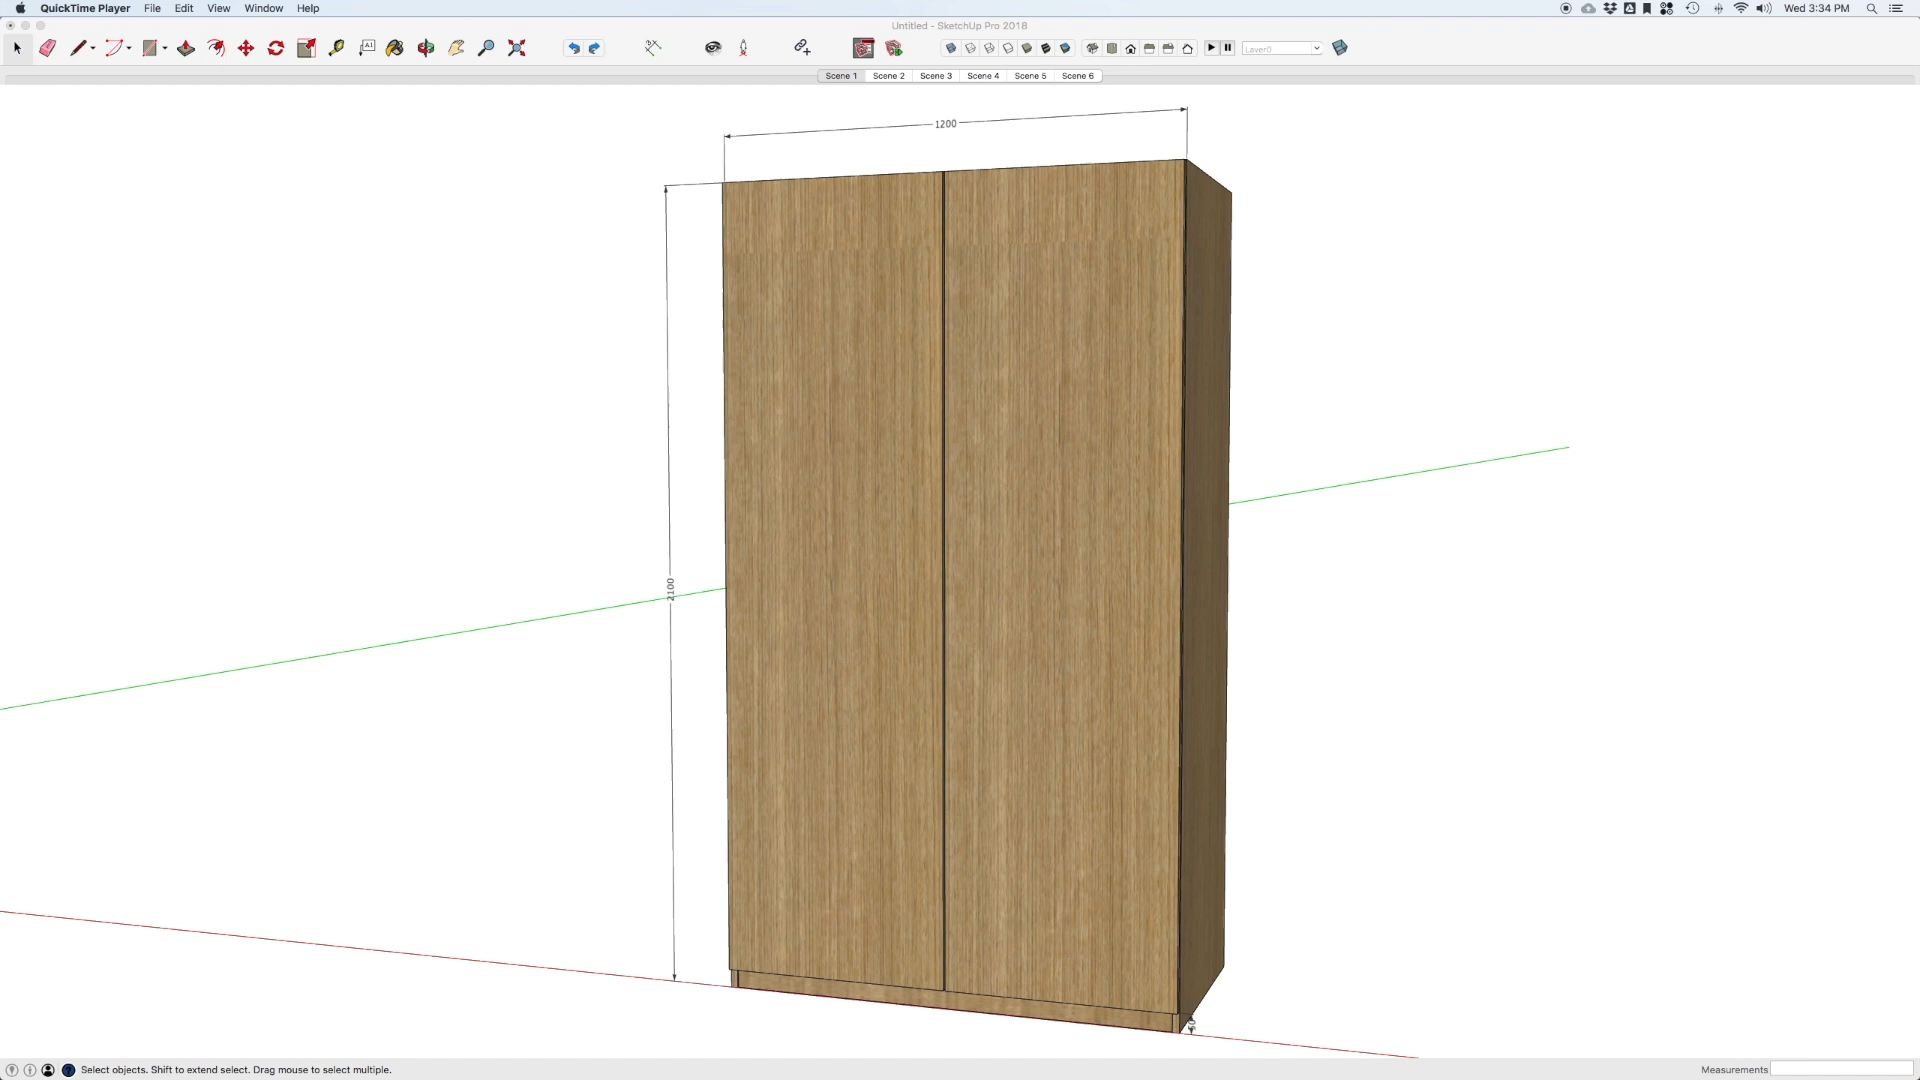 QuickTime Player File Edit View Window Help Wed 3:34 PM
Untitled - SketchUp Pro 2018
Layer0
Scene 1 Scene 2 Scene 3 Scene 4 Scene 5 Scene 6
1200
2100
Select objects. Shift to extend select. Drag mouse to select multiple.
Measurements